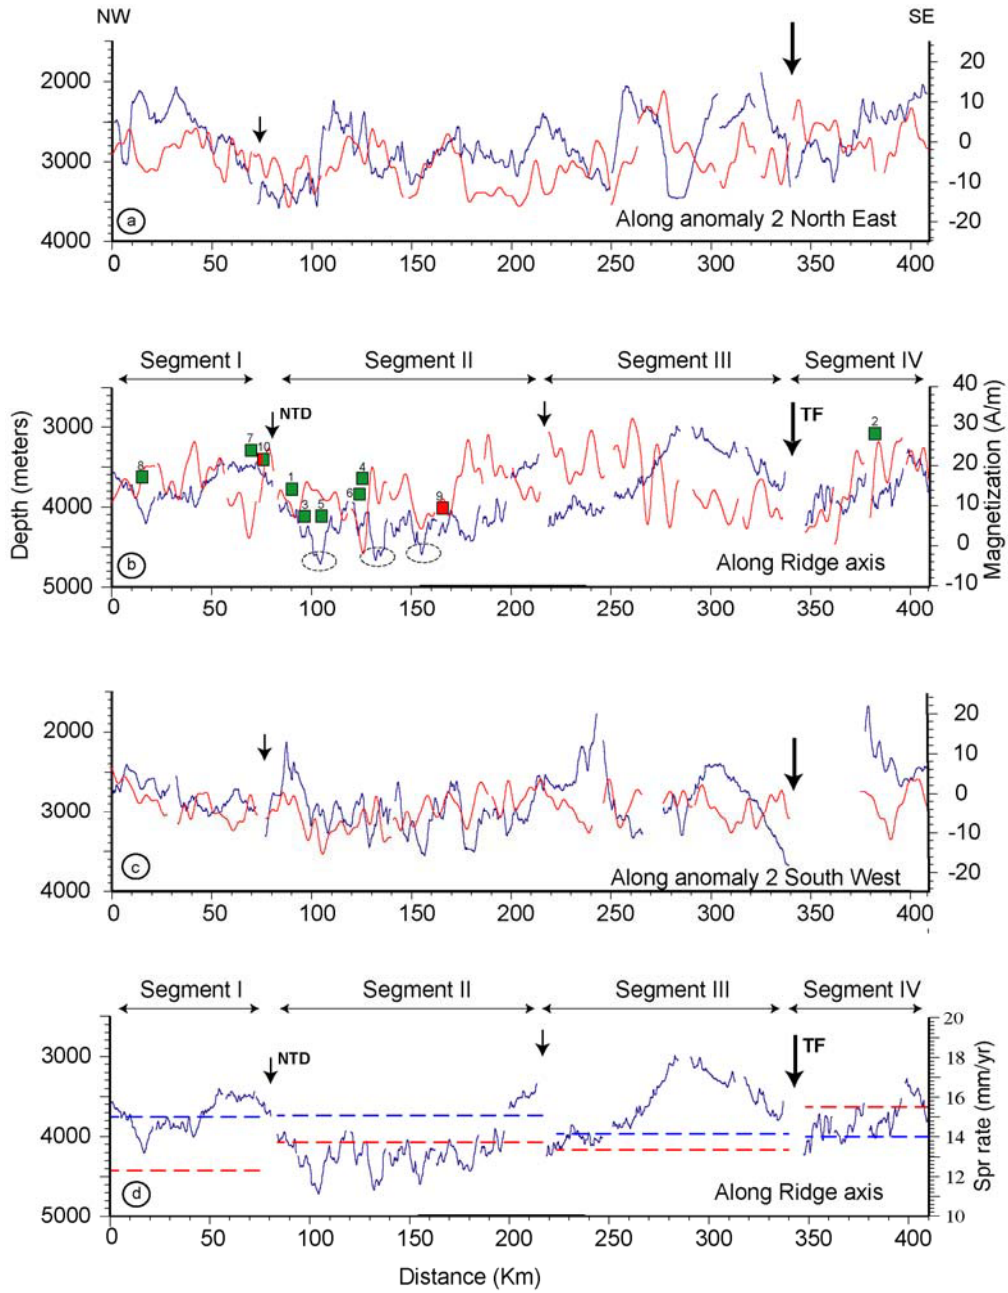 NW
SE
2000
3000
4000
20
10
0
-10
-20
a
Along anomaly 2 North East
0 50 100 150 200 250 300 350 400
Segment I
Segment II
Segment III
Segment IV
NTD
TF
3000
4000
5000
Depth (meters)
40
30
20
10
0
-10
Magnetization (A/m)
8
7
10
1
3
5
4
6
9
2
b
Along Ridge axis
0 50 100 150 200 250 300 350 400
2000
3000
4000
20
10
0
-10
-20
c
Along anomaly 2 South West
0 50 100 150 200 250 300 350 400
Segment I
Segment II
Segment III
Segment IV
NTD
TF
3000
4000
5000
20
18
16
15
14
12
10
Spr rate (mm/yr)
d
Along Ridge axis
0 50 100 150 200 250 300 350 400
Distance (Km)